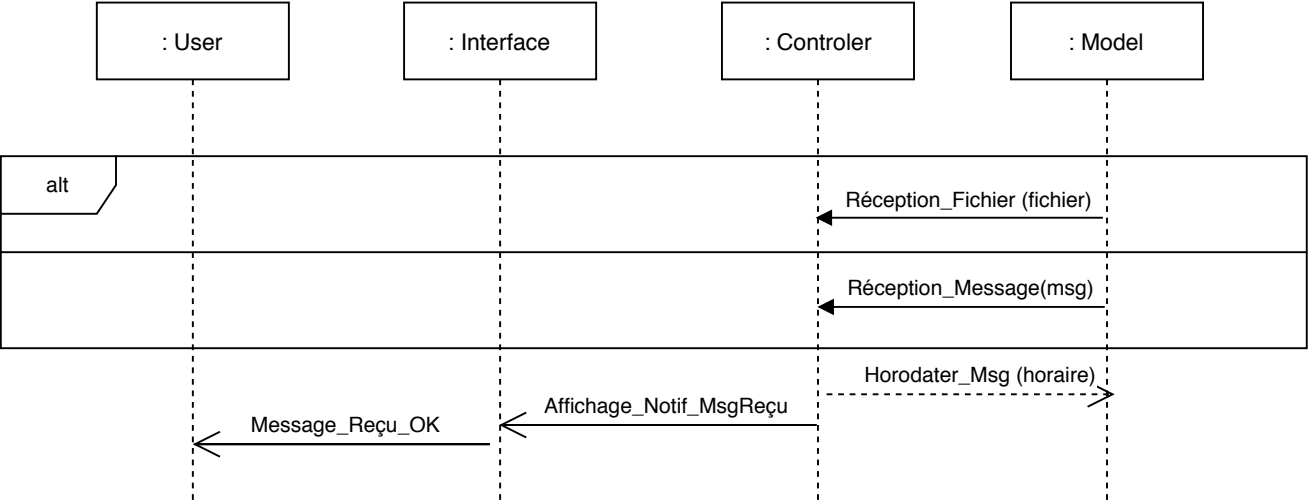 : User
: Interface
: Controler
: Model
alt
Réception_Fichier (fichier)
Réception_Message(msg)
Horodater_Msg (horaire)
Affichage_Notif_MsgReçu
Message_Reçu_OK